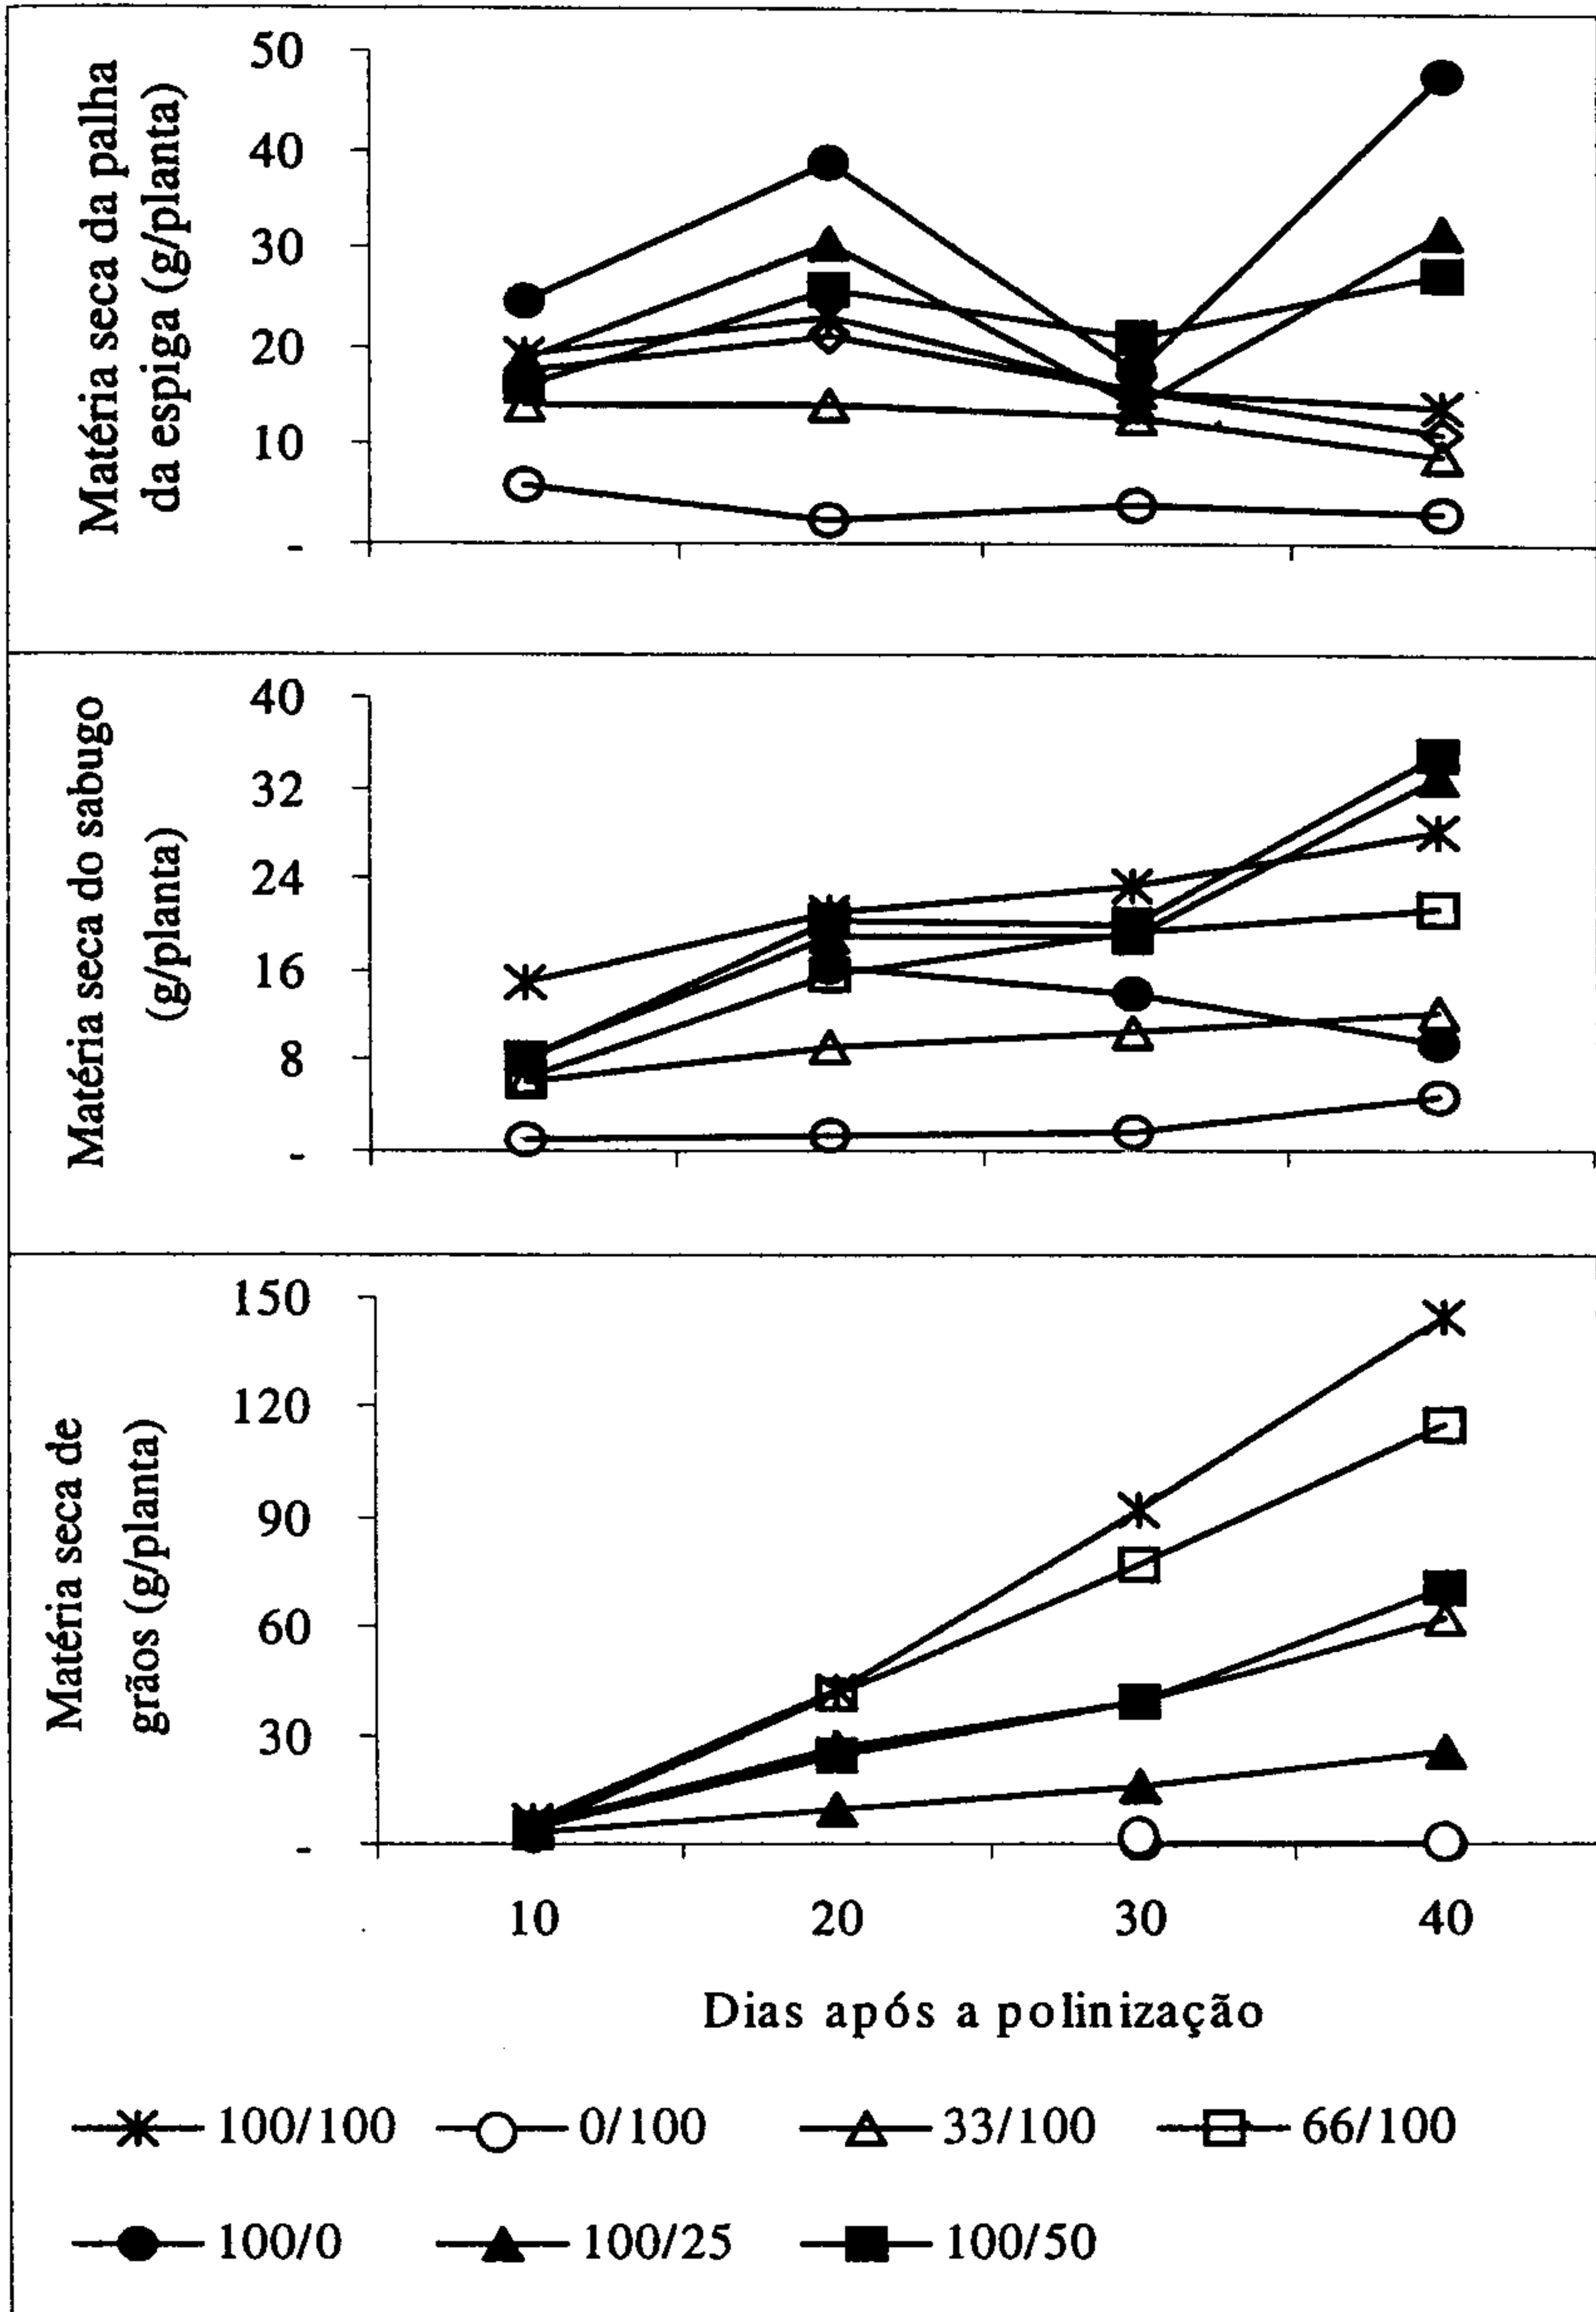 Matéria seca da palha
da espiga (g/planta)
50
40
30
20
10
-
Matéria seca do sabugo
(g/planta)
40
32
24
16
8
-
Matéria seca de
grãos (g/planta)
150
120
90
60
30
-
10 20 30 40
Dias após a polinização
100/100 0/100 33/100 66/100
100/0 100/25 100/50